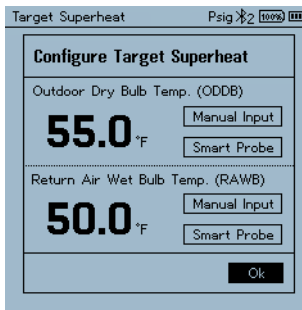 Target Superheat Psig 2 100%
Configure Target Superheat
Outdoor Dry Bulb Temp. (ODDB)
55.0 °F
Manual Input
Smart Probe
Return Air Wet Bulb Temp. (RAWB)
50.0 °F
Manual Input
Smart Probe
Ok